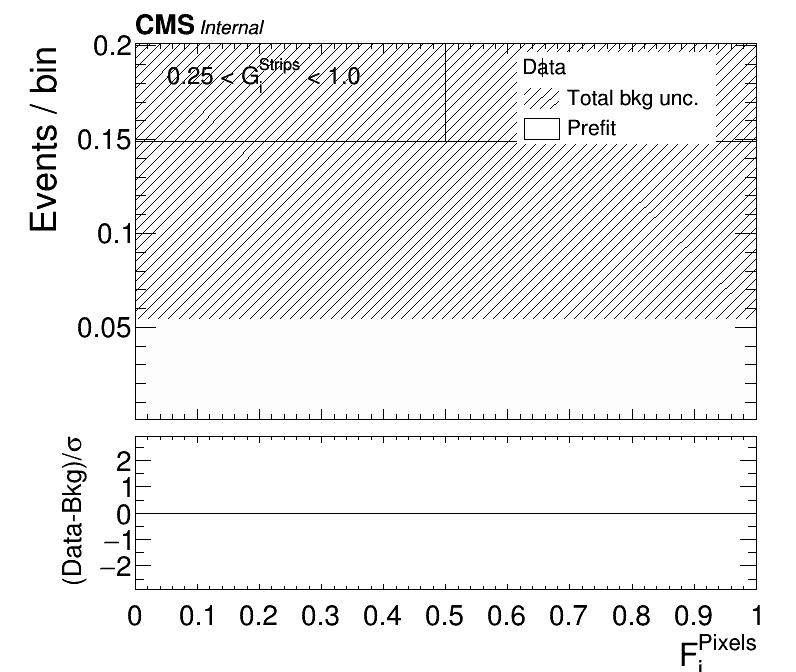 CMS Internal
Events / bin
0.2
0.15
0.1
0.05
0.25 < G_i^Strips < 1.0
Data
Total bkg unc.
Prefit
(Data-Bkg)/σ
2
1
0
−1
−2
0 0.1 0.2 0.3 0.4 0.5 0.6 0.7 0.8 0.9 1
F_i^Pixels